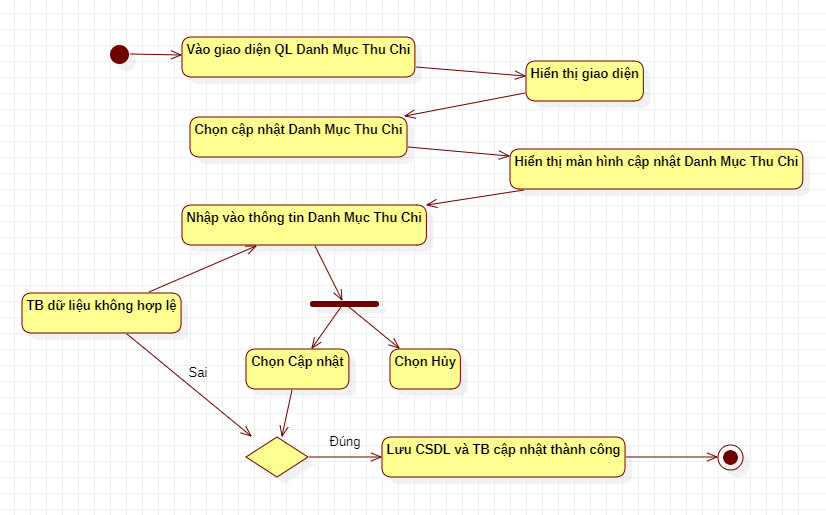 Vào giao diện QL Danh Mục Thu Chi
Hiển thị giao diện
Chọn cập nhật Danh Mục Thu Chi
Hiển thị màn hình cập nhật Danh Mục Thu Chi
Nhập vào thông tin Danh Mục Thu Chi
TB dữ liệu không hợp lệ
Chọn Cập nhật
Chọn Hủy
Sai
Đúng
Lưu CSDL và TB cập nhật thành công